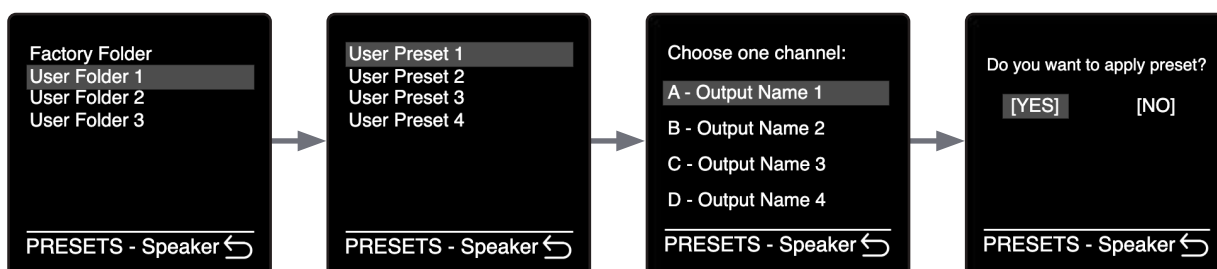 Factory Folder
User Folder 1
User Folder 2
User Folder 3
PRESETS - Speaker
User Preset 1
User Preset 2
User Preset 3
User Preset 4
PRESETS - Speaker
Choose one channel:
A - Output Name 1
B - Output Name 2
C - Output Name 3
D - Output Name 4
PRESETS - Speaker
Do you want to apply preset?
[YES] [NO]
PRESETS - Speaker